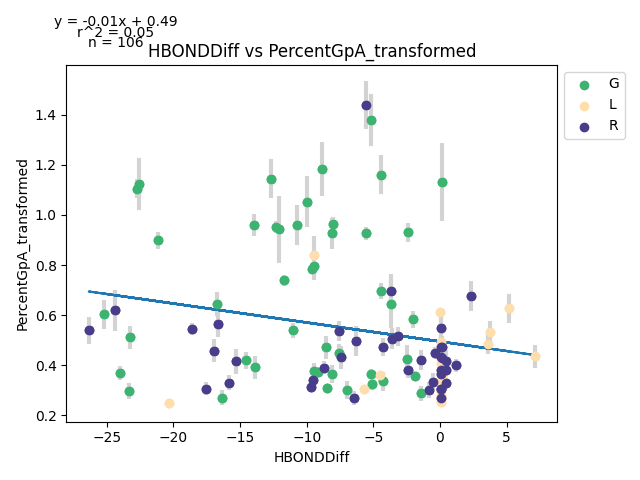 y = -0.01x + 0.49
r^2 = 0.05
n = 106
HBONDDiff vs PercentGpA_transformed
G
L
R
PercentGpA_transformed
1.4
1.2
1.0
0.8
0.6
0.4
0.2
−25
−20
−15
−10
−5
0
5
HBONDDiff